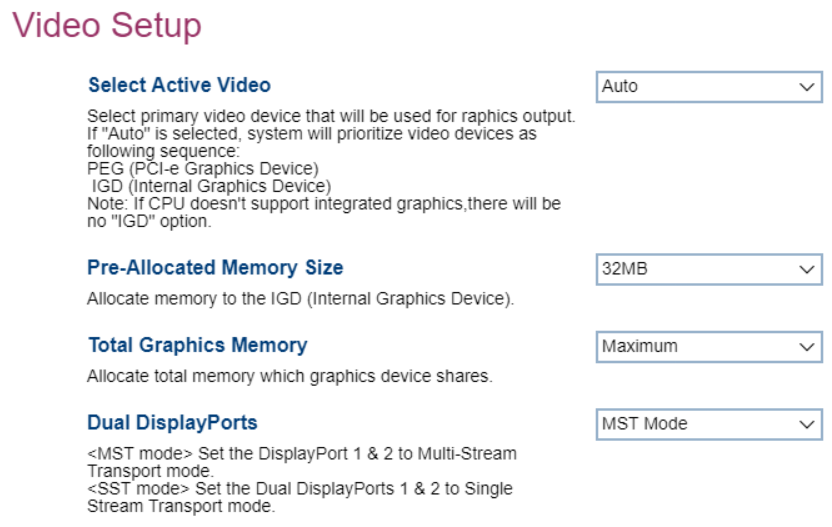 Video Setup
Select Active Video
Auto
Select primary video device that will be used for raphics output.
If "Auto" is selected, system will prioritize video devices as
following sequence:
PEG (PCI-e Graphics Device)
IGD (Internal Graphics Device)
Note: If CPU doesn't support integrated graphics,there will be
no "IGD" option.
Pre-Allocated Memory Size
32MB
Allocate memory to the IGD (Internal Graphics Device).
Total Graphics Memory
Maximum
Allocate total memory which graphics device shares.
Dual DisplayPorts
MST Mode
<MST mode> Set the DisplayPort 1 & 2 to Multi-Stream
Transport mode.
<SST mode> Set the Dual DisplayPorts 1 & 2 to Single
Stream Transport mode.